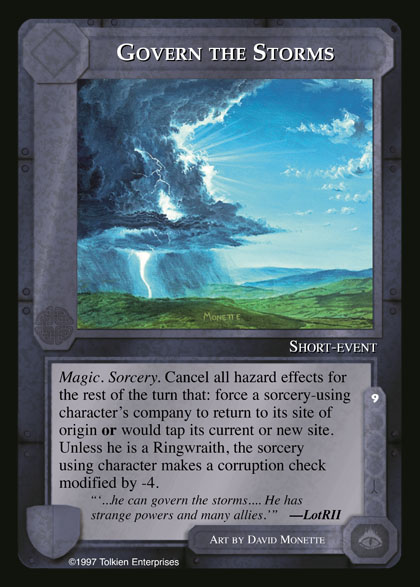 GOVERN THE STORMS
MONETTE
SHORT-EVENT
Magic. Sorcery. Cancel all hazard effects for
the rest of the turn that: force a sorcery-using
character's company to return to its site of
origin or would tap its current or new site.
Unless he is a Ringwraith, the sorcery
using character makes a corruption check
modified by -4.
9
“‘...he can govern the storms.... He has
strange powers and many allies.’” —LotRII
ART BY DAVID MONETTE
©1997 Tolkien Enterprises